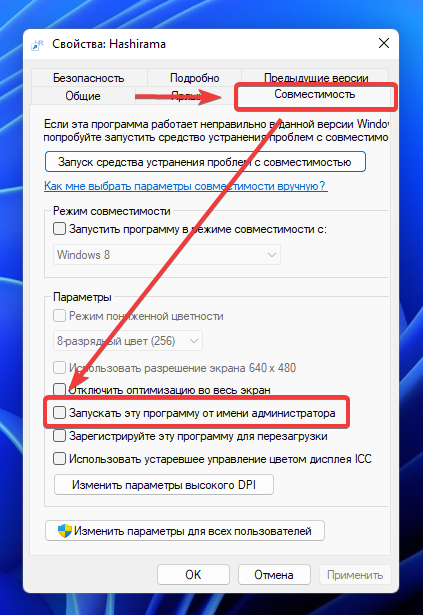 Свойства: Hashirama
Безопасность Подробно Предыдущие версии
Общие Совместимость
Если эта программа работает неправильно в данной версии Windov
попробуйте запустить средство устранения проблем с совместимо
Запуск средства устранения проблем с совместимостью
Как мне выбрать параметры совместимости вручную?
Режим совместимости
Запустить программу в режиме совместимости с:
Windows 8
Параметры
Режим пониженной цветности
8-разрядный цвет (256)
Использовать разрешение экрана 640 x 480
Отключить оптимизацию во весь экран
Запускать эту программу от имени администратора
Зарегистрируйте эту программу для перезагрузки
Использовать устаревшее управление цветом дисплея ICC
Изменить параметры высокого DPI
Изменить параметры для всех пользователей
OK Отмена Применить